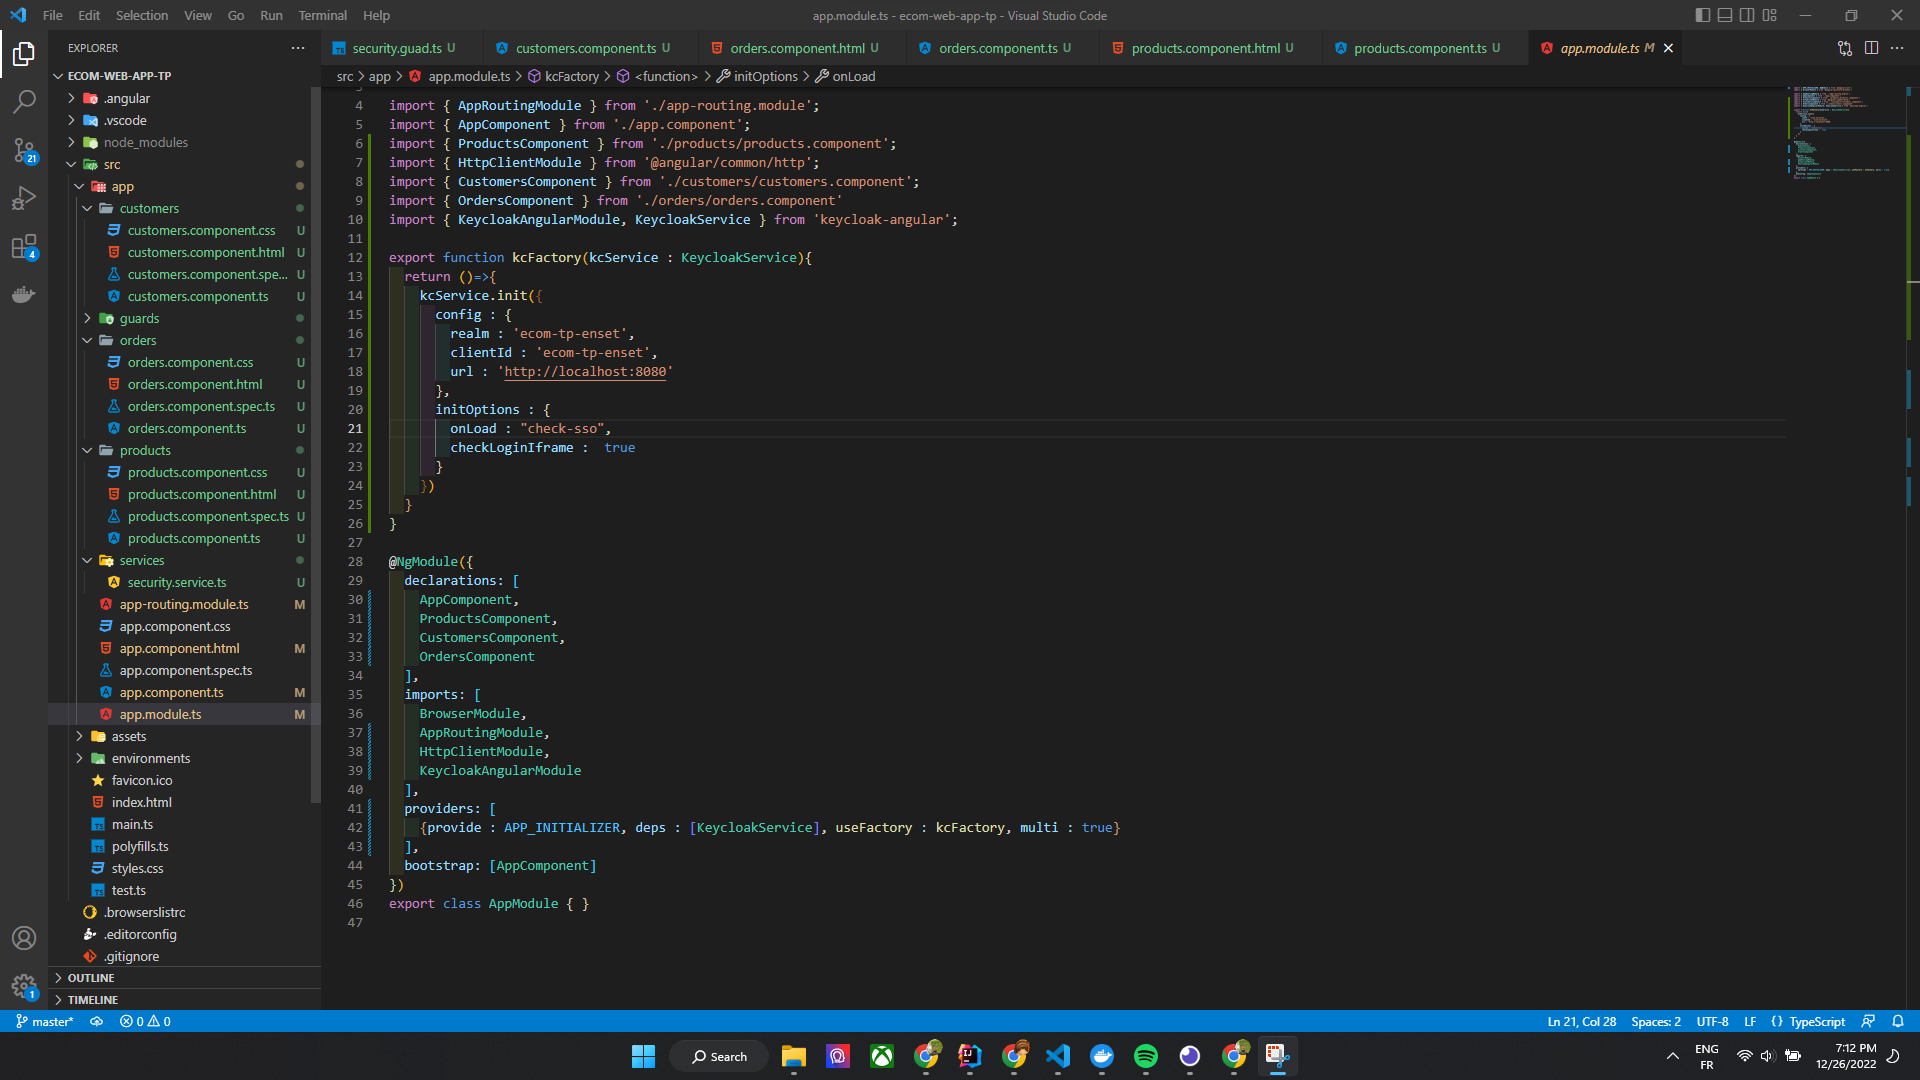 File Edit Selection View Go Run Terminal Help
app.module.ts - ecom-web-app-tp - Visual Studio Code
EXPLORER
security.guad.ts U
customers.component.ts U
orders.component.html U
orders.component.ts U
products.component.html U
products.component.ts U
app.module.ts M
src > app > app.module.ts > kcFactory > <function> > initOptions > onLoad
ECOM-WEB-APP-TP
.angular
.vscode
node_modules
src
app
customers
customers.component.css U
customers.component.html U
customers.component.spe... U
customers.component.ts U
guards
orders
orders.component.css U
orders.component.html U
orders.component.spec.ts U
orders.component.ts U
products
products.component.css U
products.component.html U
products.component.spec.ts U
products.component.ts U
services
security.service.ts U
app-routing.module.ts M
app.component.css
app.component.html M
app.component.spec.ts
app.component.ts M
app.module.ts M
assets
environments
favicon.ico
index.html
main.ts
polyfills.ts
styles.css
test.ts
.browserslistrc
.editorconfig
.gitignore
OUTLINE
TIMELINE
21
4
1
4 import { AppRoutingModule } from './app-routing.module';
5 import { AppComponent } from './app.component';
6 import { ProductsComponent } from './products/products.component';
7 import { HttpClientModule } from '@angular/common/http';
8 import { CustomersComponent } from './customers/customers.component';
9 import { OrdersComponent } from './orders/orders.component'
10 import { KeycloakAngularModule, KeycloakService } from 'keycloak-angular';
11
12 export function kcFactory(kcService : KeycloakService){
13 return ()=>{
14 kcService.init({
15 config : {
16 realm : 'ecom-tp-enset',
17 clientId : 'ecom-tp-enset',
18 url : 'http://localhost:8080'
19 },
20 initOptions : {
21 onLoad : "check-sso",
22 checkLoginIframe :  true
23 }
24 })
25 }
26 }
27
28 @NgModule({
29 declarations: [
30 AppComponent,
31 ProductsComponent,
32 CustomersComponent,
33 OrdersComponent
34 ],
35 imports: [
36 BrowserModule,
37 AppRoutingModule,
38 HttpClientModule,
39 KeycloakAngularModule
40 ],
41 providers: [
42 {provide : APP_INITIALIZER, deps : [KeycloakService], useFactory : kcFactory, multi : true}
43 ],
44 bootstrap: [AppComponent]
45 })
46 export class AppModule { }
47
master* 0 0
Ln 21, Col 28 Spaces: 2 UTF-8 LF {} TypeScript
Search
ENG
FR
7:12 PM
12/26/2022